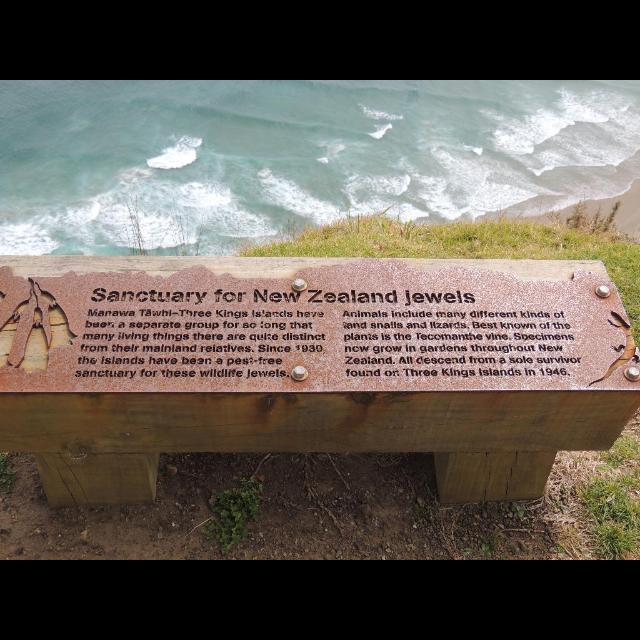 Sanctuary for New Zealand jewels
Manawa Tāwhi–Three Kings Islands have
been a separate group for so long that
many living things there are quite distinct
from their mainland relatives. Since 1930
the islands have been a pest-free
sanctuary for these wildlife jewels.
Animals include many different kinds of
land snails and lizards. Best known of the
plants is the Tecomanthe vine. Specimens
now grow in gardens throughout New
Zealand. All descend from a sole survivor
found on Three Kings Islands in 1946.